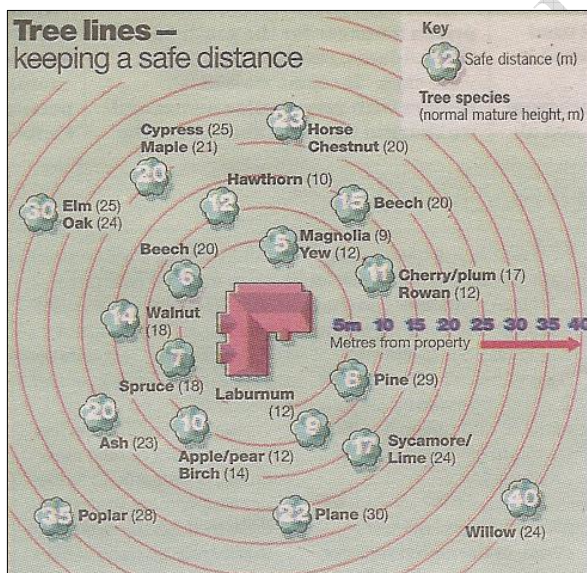 Tree lines –
keeping a safe distance
Key
12 Safe distance (m)
Tree species
(normal mature height, m)
23 Horse
Chestnut (20)
Cypress (25)
Maple (21)
20
Hawthorn (10)
12
15 Beech (20)
30 Elm (25)
Oak (24)
5 Magnolia (9)
Yew (12)
Beech (20)
6
11 Cherry/plum (17)
Rowan (12)
14 Walnut
(18)
5m 10 15 20 25 30 35 40
Metres from property
7
Spruce (18)
Laburnum
(12)
9
8 Pine (29)
20
Ash (23)
10
Apple/pear (12)
Birch (14)
17 Sycamore/
Lime (24)
35 Poplar (28)
22 Plane (30)
40
Willow (24)